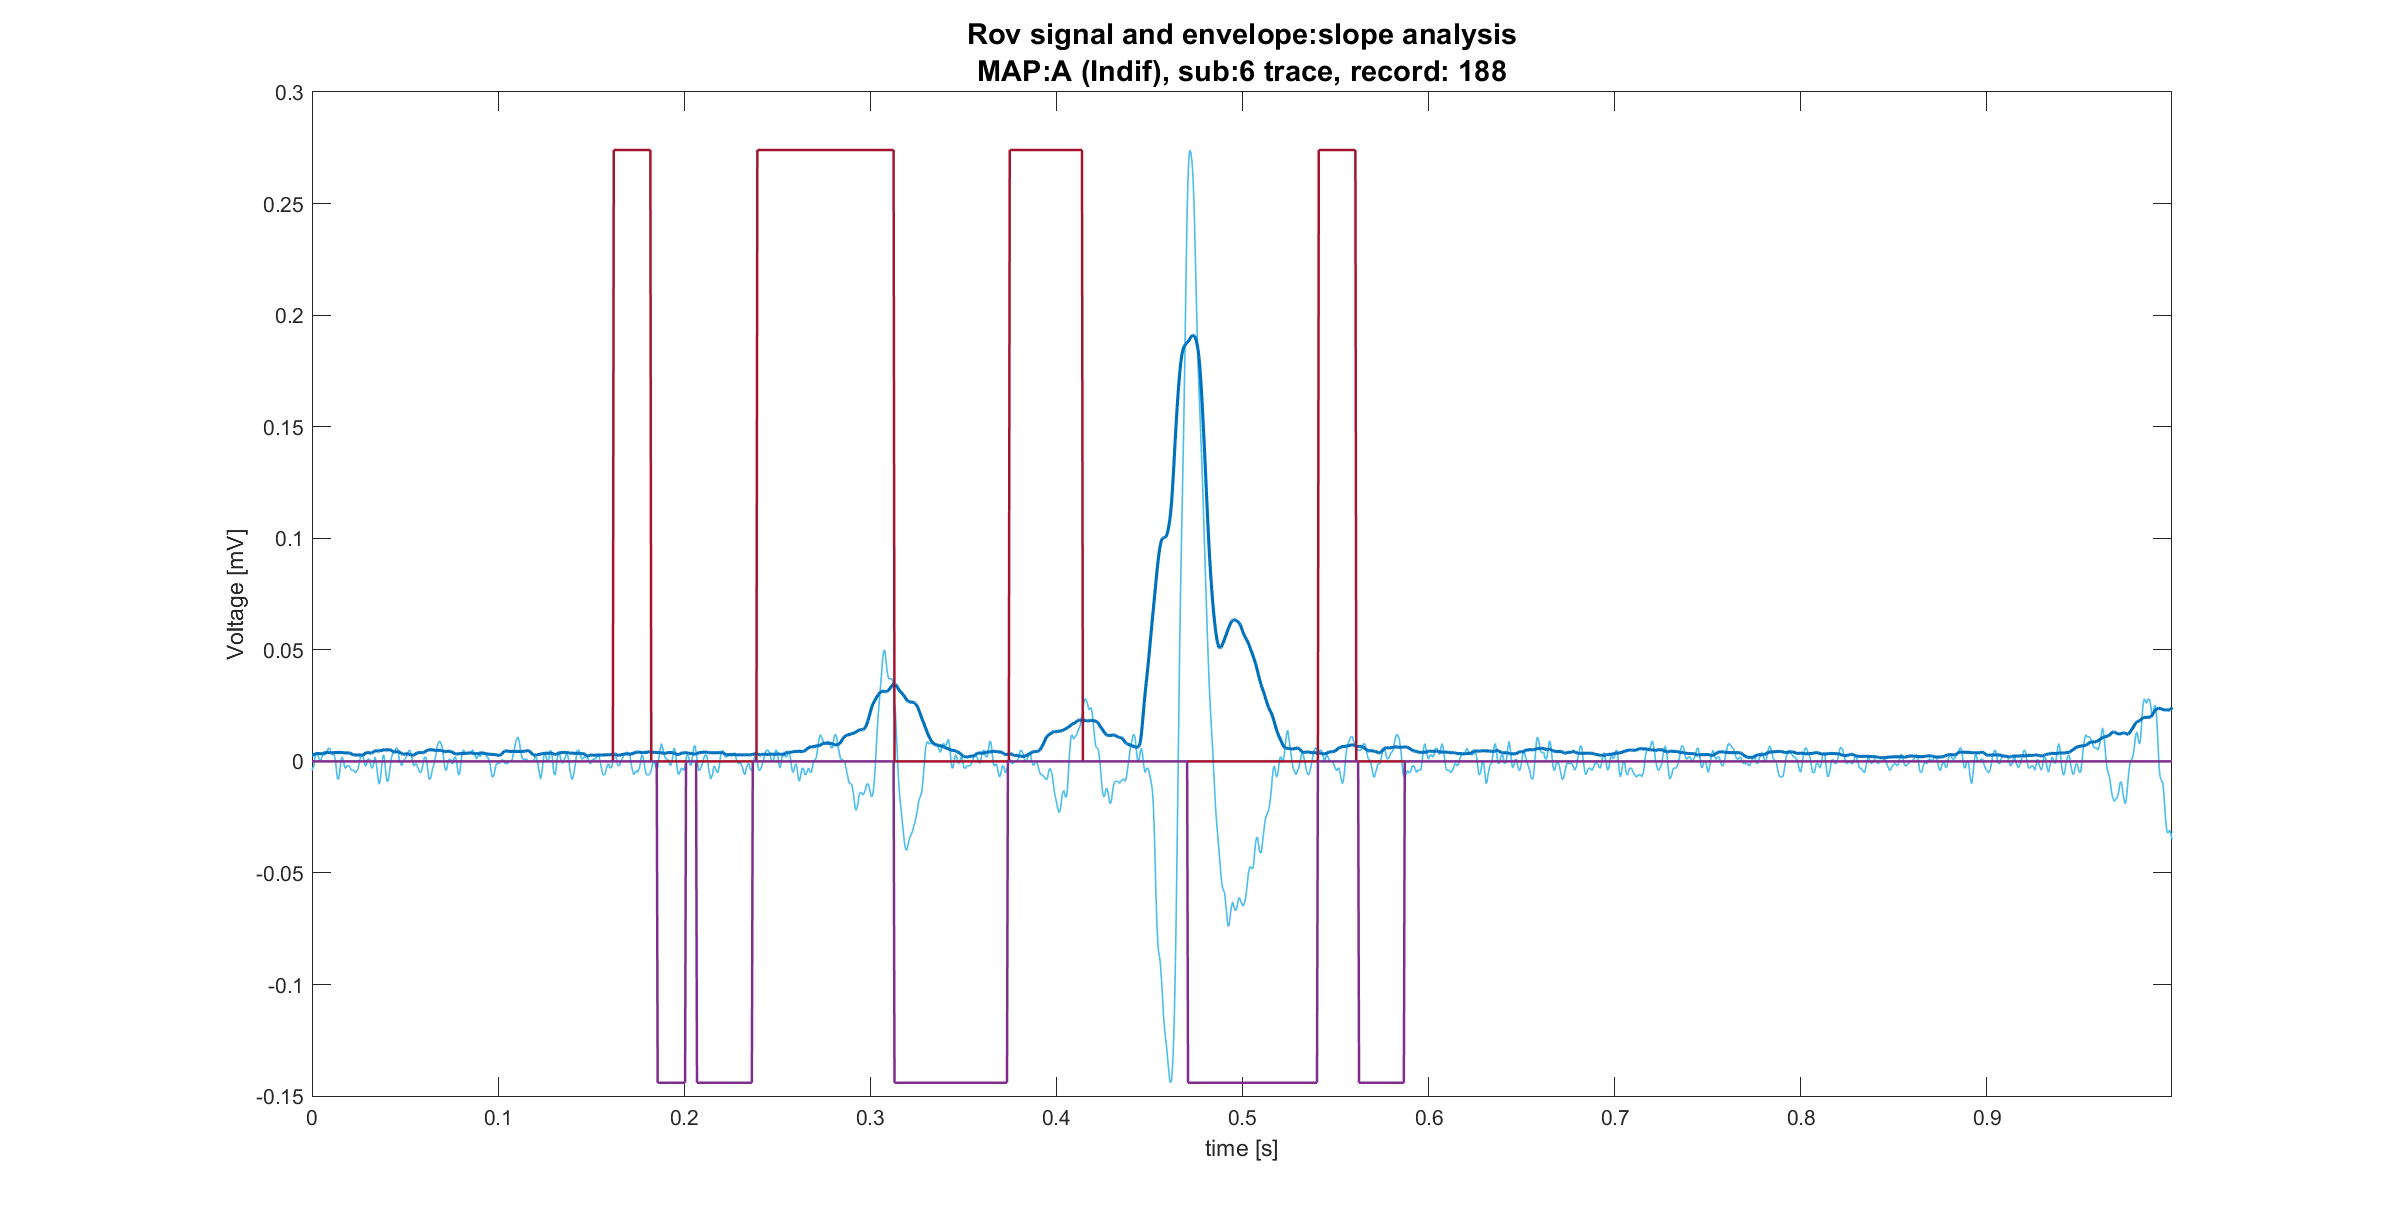 Rov signal and envelope:slope analysis
MAP:A (Indif), sub:6 trace, record: 188
0.3
0.25
0.2
0.15
0.1
0.05
0
-0.05
-0.1
-0.15
Voltage [mV]
0 0.1 0.2 0.3 0.4 0.5 0.6 0.7 0.8 0.9
time [s]